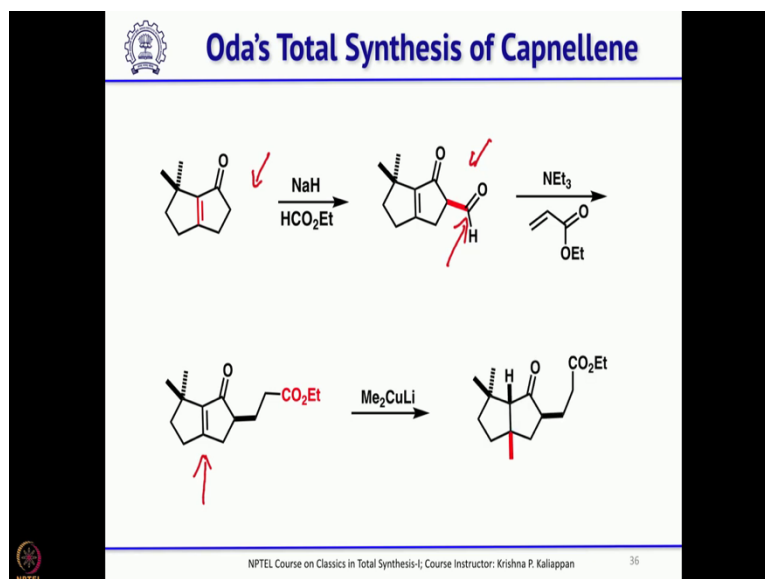 Oda's Total Synthesis of Capnellene
O
NaH
HCO₂Et
O
O
H
NEt₃
O
OEt
O
CO₂Et
Me₂CuLi
H
O
CO₂Et
NPTEL Course on Classics in Total Synthesis-I; Course Instructor: Krishna P. Kaliappan
36